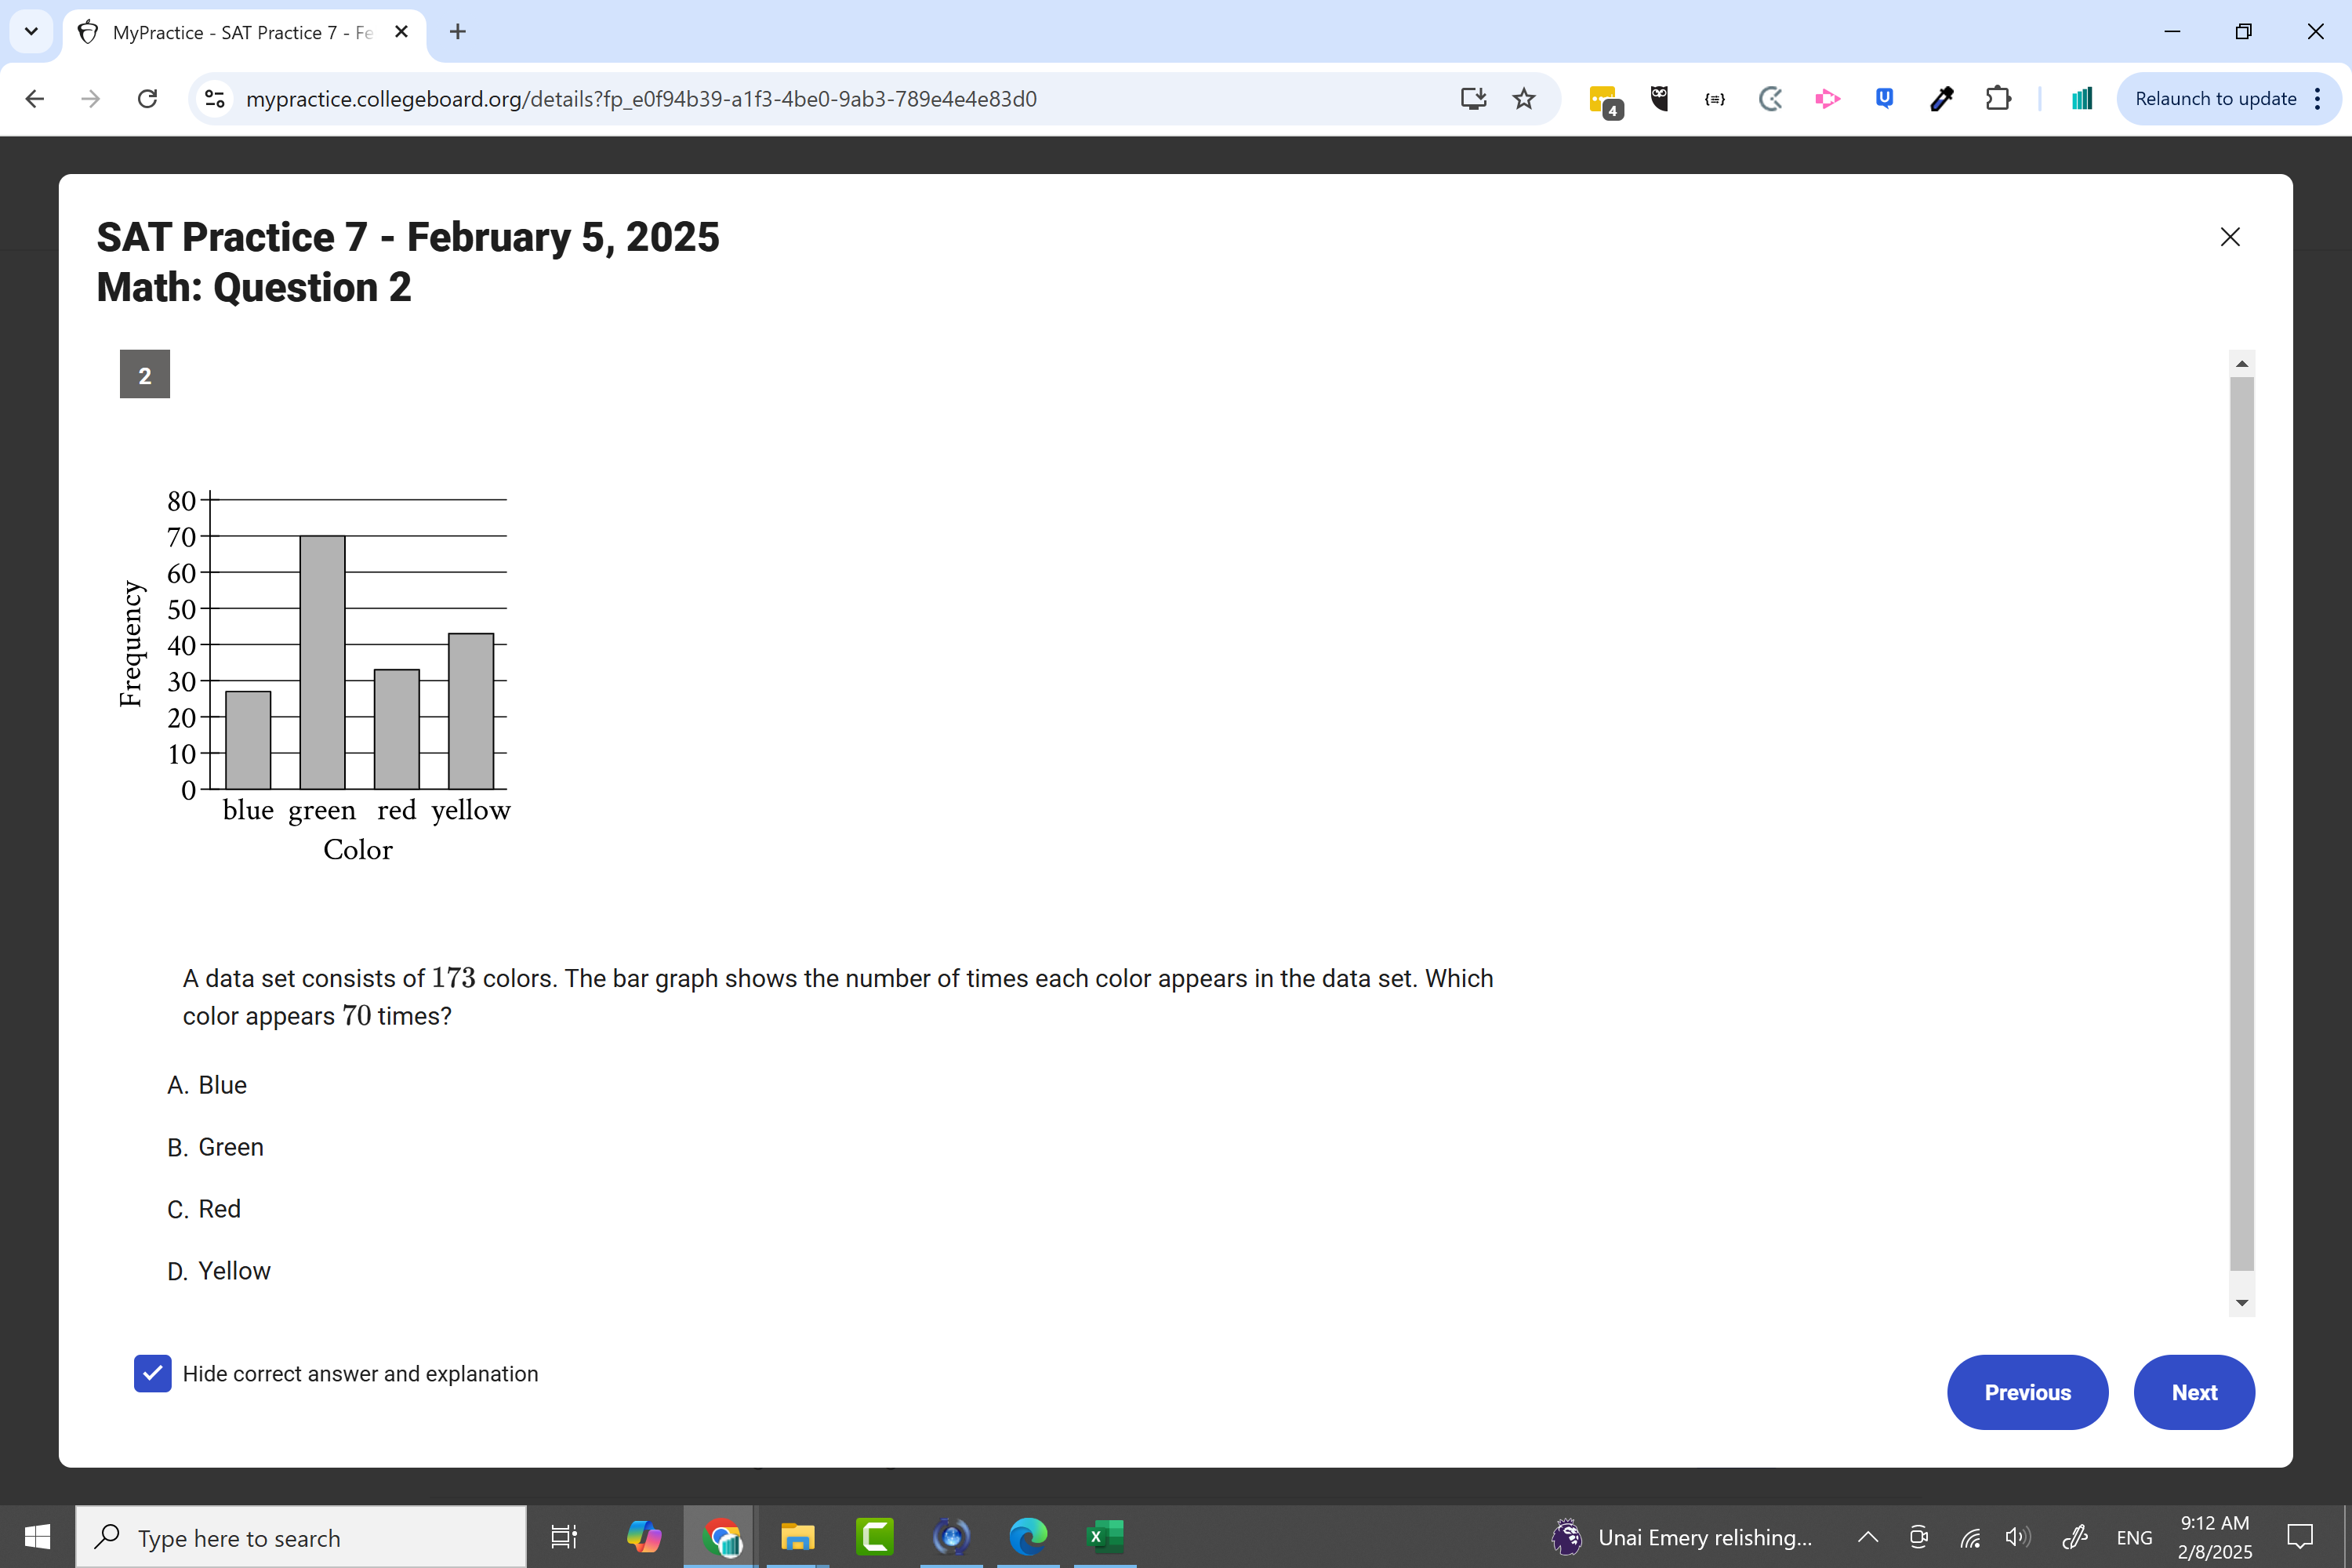 MyPractice - SAT Practice 7 - Fe
mypractice.collegeboard.org/details?fp_e0f94b39-a1f3-4be0-9ab3-789e4e4e83d0
4
Relaunch to update
SAT Practice 7 - February 5, 2025
Math: Question 2
2
80
70
60
50
40
30
20
10
0
Frequency
blue green red yellow
Color
A data set consists of 173 colors. The bar graph shows the number of times each color appears in the data set. Which
color appears 70 times?
A. Blue
B. Green
C. Red
D. Yellow
Hide correct answer and explanation
Previous
Next
Type here to search
Unai Emery relishing...
ENG
9:12 AM
2/8/2025